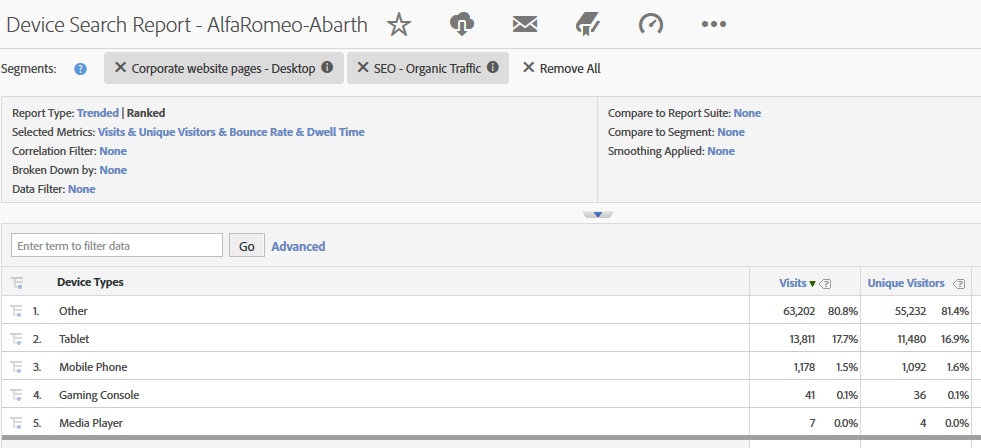 Device Search Report - AlfaRomeo-Abarth
Segments: ? × Corporate website pages - Desktop i × SEO - Organic Traffic i × Remove All
Report Type: Trended | Ranked
Selected Metrics: Visits & Unique Visitors & Bounce Rate & Dwell Time
Correlation Filter: None
Broken Down by: None
Data Filter: None
Compare to Report Suite: None
Compare to Segment: None
Smoothing Applied: None
Enter term to filter data Go Advanced
Device Types Visits ▼ ? Unique Visitors ?
1. Other 63,202 80.8% 55,232 81.4%
2. Tablet 13,811 17.7% 11,480 16.9%
3. Mobile Phone 1,178 1.5% 1,092 1.6%
4. Gaming Console 41 0.1% 36 0.1%
5. Media Player 7 0.0% 4 0.0%